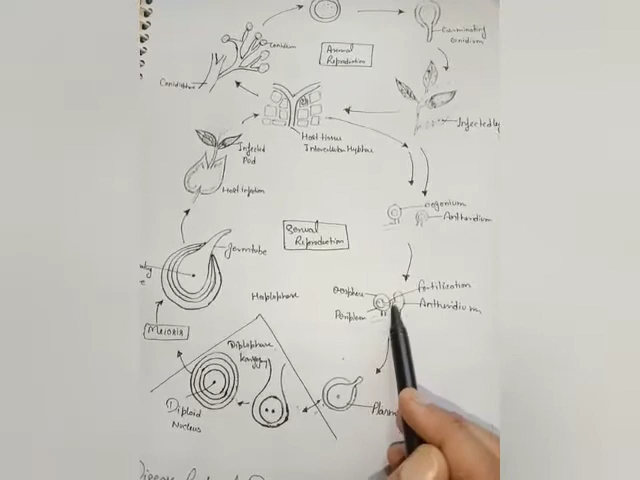 Germinating
Conidium
Conidium
Asexual
Reproduction
Conidiophore
Infected by
Host tissue
Intercellular Hyphae
Infected
Pod
Host infection
Oogonium
Antheridium
Sexual
Reproduction
Germtube
Oosphere
Fertilization
Antheridium
Periplasm
Haplophase
Meiosis
Diplophase
Karyogamy
Diploid
Nucleus